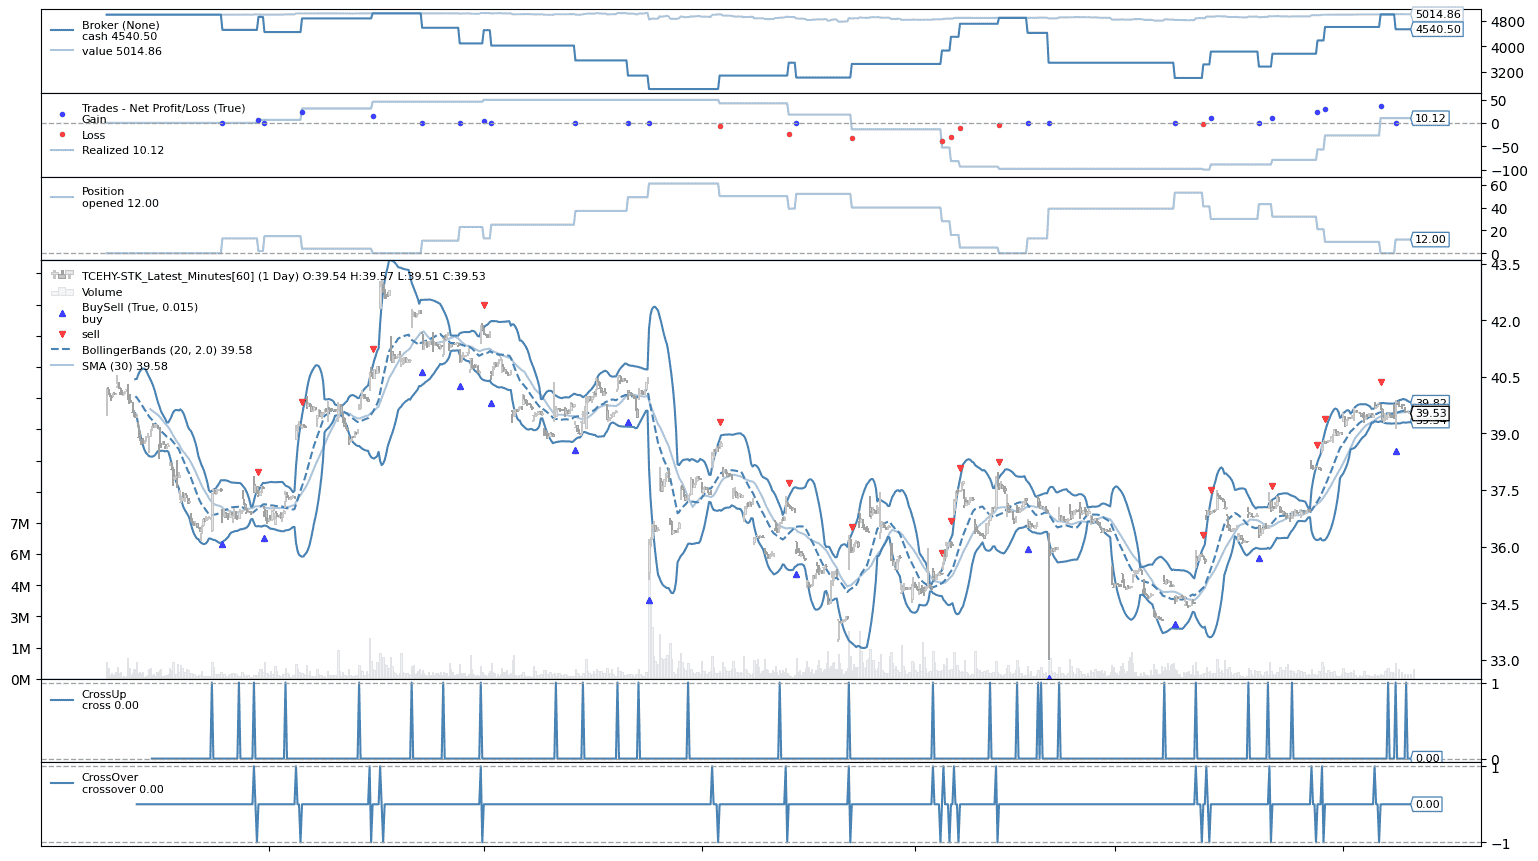 Broker (None)
cash 4540.50
value 5014.86
5014.86
4800
4540.50
4000
3200
Trades - Net Profit/Loss (True)
Gain
Loss
Realized 10.12
50
10.12
0
−50
−100
Position
opened 12.00
60
40
20
12.00
0
TCEHY-STK_Latest_Minutes[60] (1 Day) O:39.54 H:39.57 L:39.51 C:39.53
Volume
BuySell (True, 0.015)
buy
sell
BollingerBands (20, 2.0) 39.58
SMA (30) 39.58
43.5
42.0
40.5
39.82
39.53
39.34
39.0
37.5
36.0
34.5
33.0
7M
6M
4M
3M
1M
0M
CrossUp
cross 0.00
1
0.00
0
CrossOver
crossover 0.00
1
0.00
−1